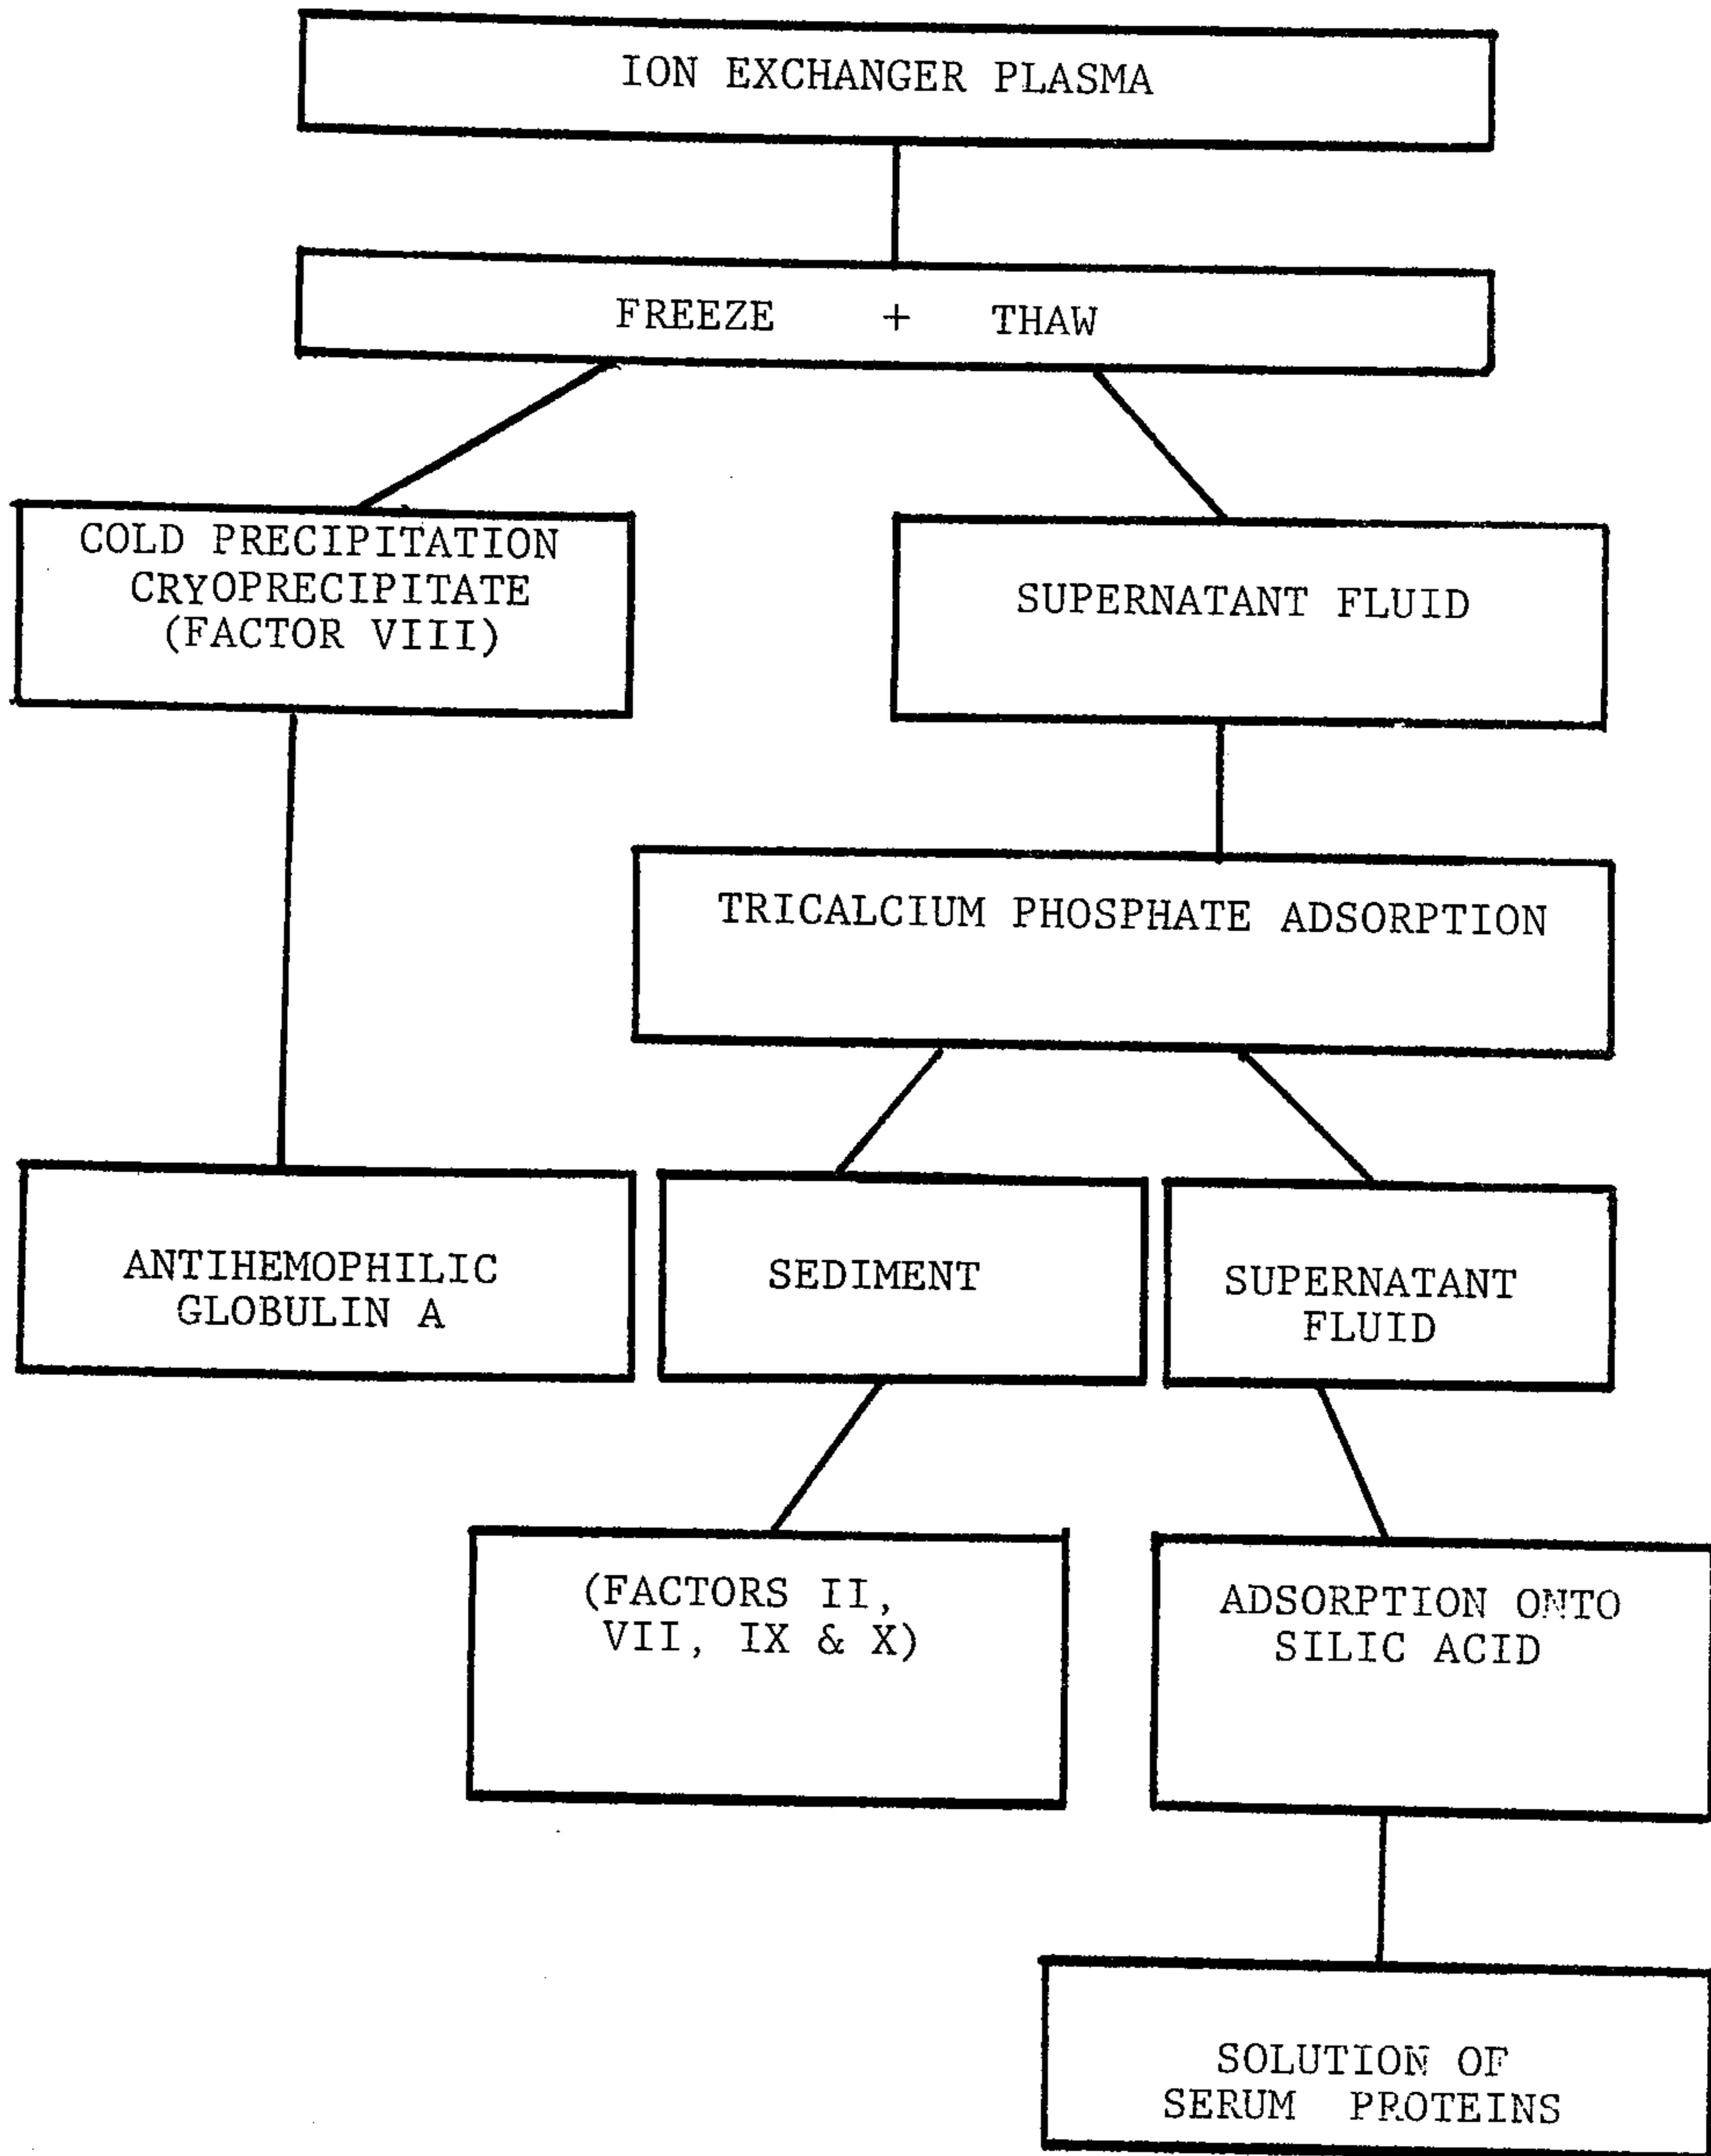 ION EXCHANGER PLASMA
FREEZE + THAW
COLD PRECIPITATION
CRYOPRECIPITATE
(FACTOR VIII)
SUPERNATANT FLUID
TRICALCIUM PHOSPHATE ADSORPTION
ANTIHEMOPHILIC
GLOBULIN A
SEDIMENT
SUPERNATANT
FLUID
(FACTORS II,
VII, IX & X)
ADSORPTION ONTO
SILIC ACID
SOLUTION OF
SERUM PROTEINS